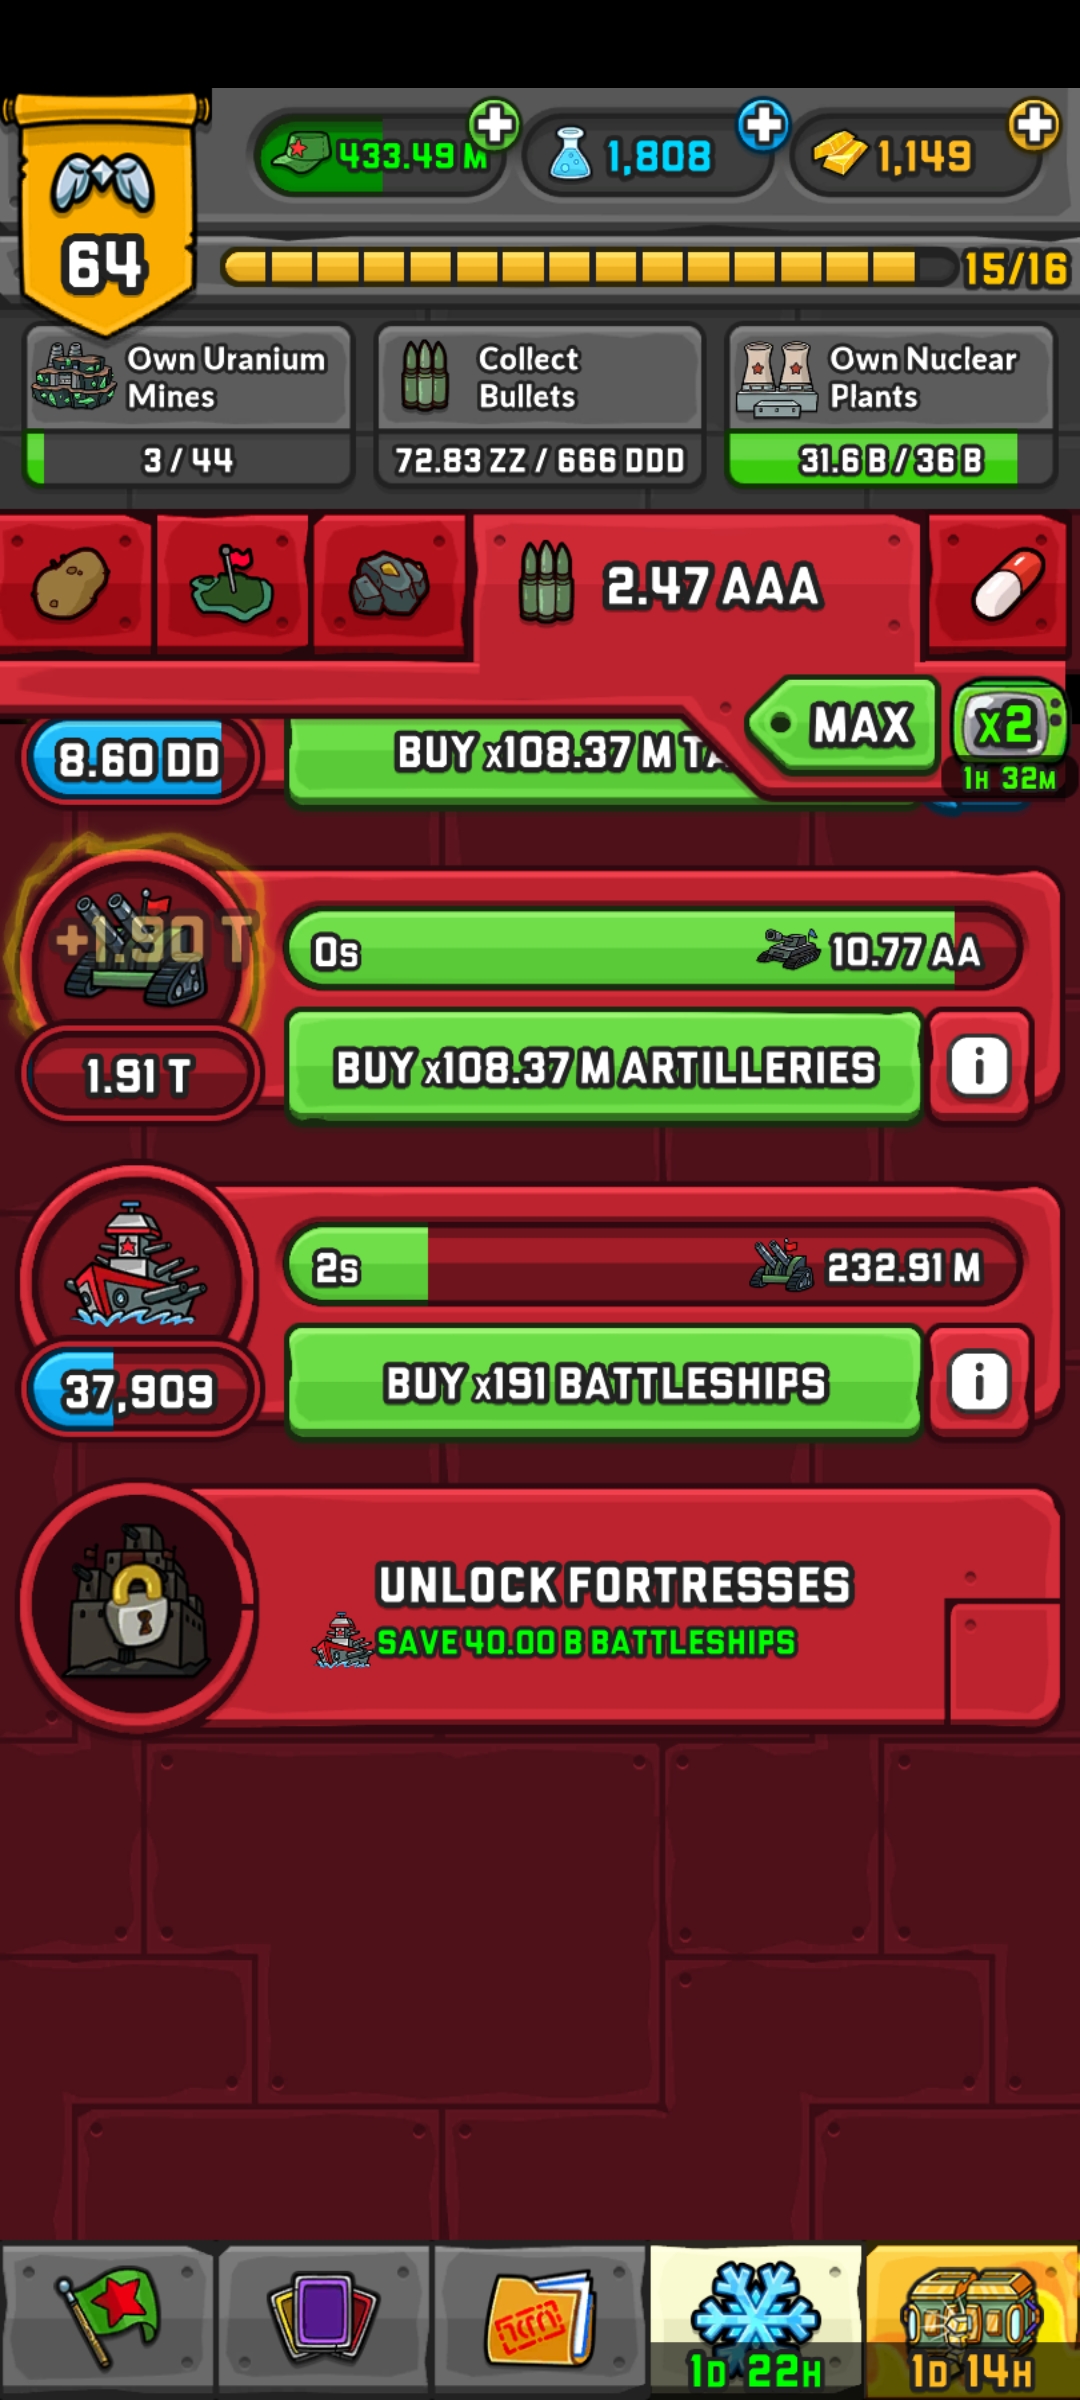 433.49 M
1,808
1,149
64
15/16
Own Uranium
Mines
3 / 44
Collect
Bullets
72.83 ZZ / 666 DDD
Own Nuclear
Plants
31.6 B / 36 B
2.47 AAA
MAX
x2
1H 32M
8.60 DD
BUY x108.37 M
+1.90 T
0s
10.77 AA
1.91 T
BUY x108.37 M ARTILLERIES
i
2s
232.91 M
37,909
BUY x191 BATTLESHIPS
i
UNLOCK FORTRESSES
SAVE 40.00 B BATTLESHIPS
1D 22H
1D 14H